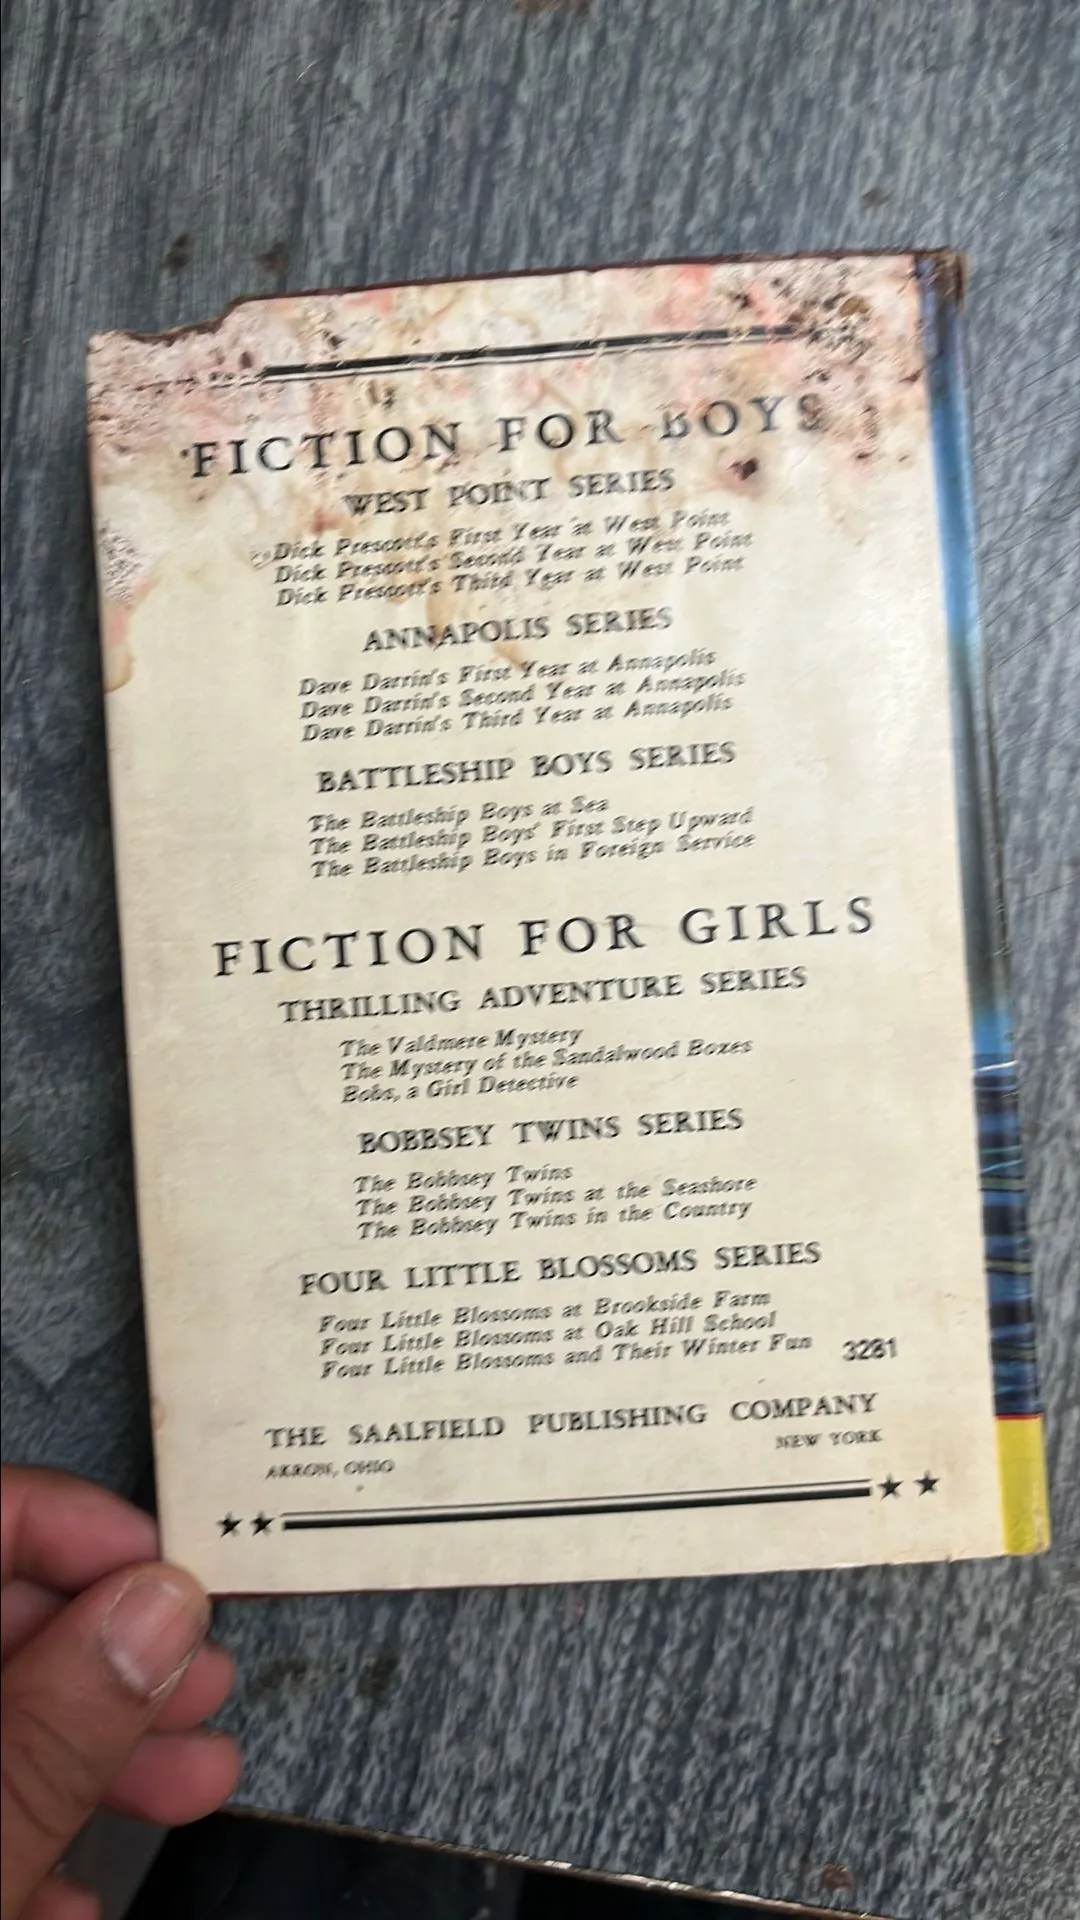 FICTION FOR BOYS
WEST POINT SERIES
Dick Prescott's First Year at West Point
Dick Prescott's Second Year at West Point
Dick Prescott's Third Year at West Point
ANNAPOLIS SERIES
Dave Darrin's First Year at Annapolis
Dave Darrin's Second Year at Annapolis
Dave Darrin's Third Year at Annapolis
BATTLESHIP BOYS SERIES
The Battleship Boys at Sea
The Battleship Boys' First Step Upward
The Battleship Boys in Foreign Service
FICTION FOR GIRLS
THRILLING ADVENTURE SERIES
The Valdmere Mystery
The Mystery of the Sandalwood Boxes
Bobs, a Girl Detective
BOBBSEY TWINS SERIES
The Bobbsey Twins
The Bobbsey Twins at the Seashore
The Bobbsey Twins in the Country
FOUR LITTLE BLOSSOMS SERIES
Four Little Blossoms at Brookside Farm
Four Little Blossoms at Oak Hill School
Four Little Blossoms and Their Winter Fun 3281
THE SAALFIELD PUBLISHING COMPANY
AKRON, OHIO NEW YORK